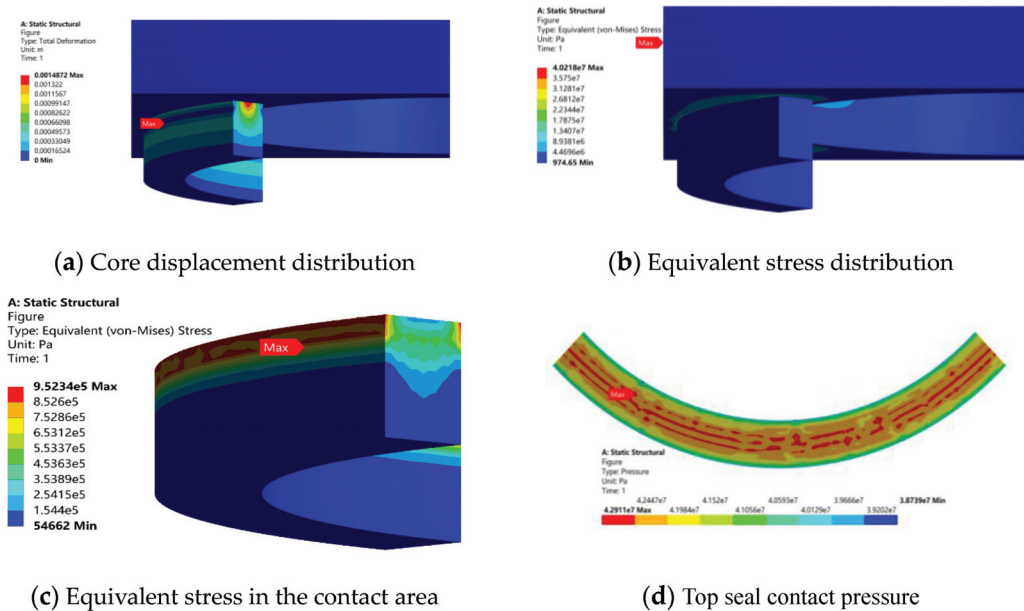 A: Static Structural
Figure
Type: Total Deformation
Unit: m
Time: 1
0.0014872 Max
0.001322
0.0011567
0.00099147
0.00082622
0.00066098
0.00049573
0.00033049
0.00016524
0 Min
Max
A: Static Structural
Figure
Type: Equivalent (von-Mises) Stress
Unit: Pa
Time: 1
Max
4.0218e7 Max
3.575e7
3.1281e7
2.6812e7
2.2344e7
1.7875e7
1.3407e7
8.9381e6
4.4696e6
974.65 Min
(a) Core displacement distribution
(b) Equivalent stress distribution
A: Static Structural
Figure
Type: Equivalent (von-Mises) Stress
Unit: Pa
Time: 1
Max
9.5234e5 Max
8.526e5
7.5286e5
6.5312e5
5.5337e5
4.5363e5
3.5389e5
2.5415e5
1.544e5
54662 Min
Max
A: Static Structural
Figure
Type: Pressure
Unit: Pa
Time: 1
4.2447e7 4.152e7 4.0593e7 3.9666e7 3.8739e7 Min
4.2911e7 Max 4.1984e7 4.1056e7 4.0129e7 3.9202e7
(c) Equivalent stress in the contact area
(d) Top seal contact pressure